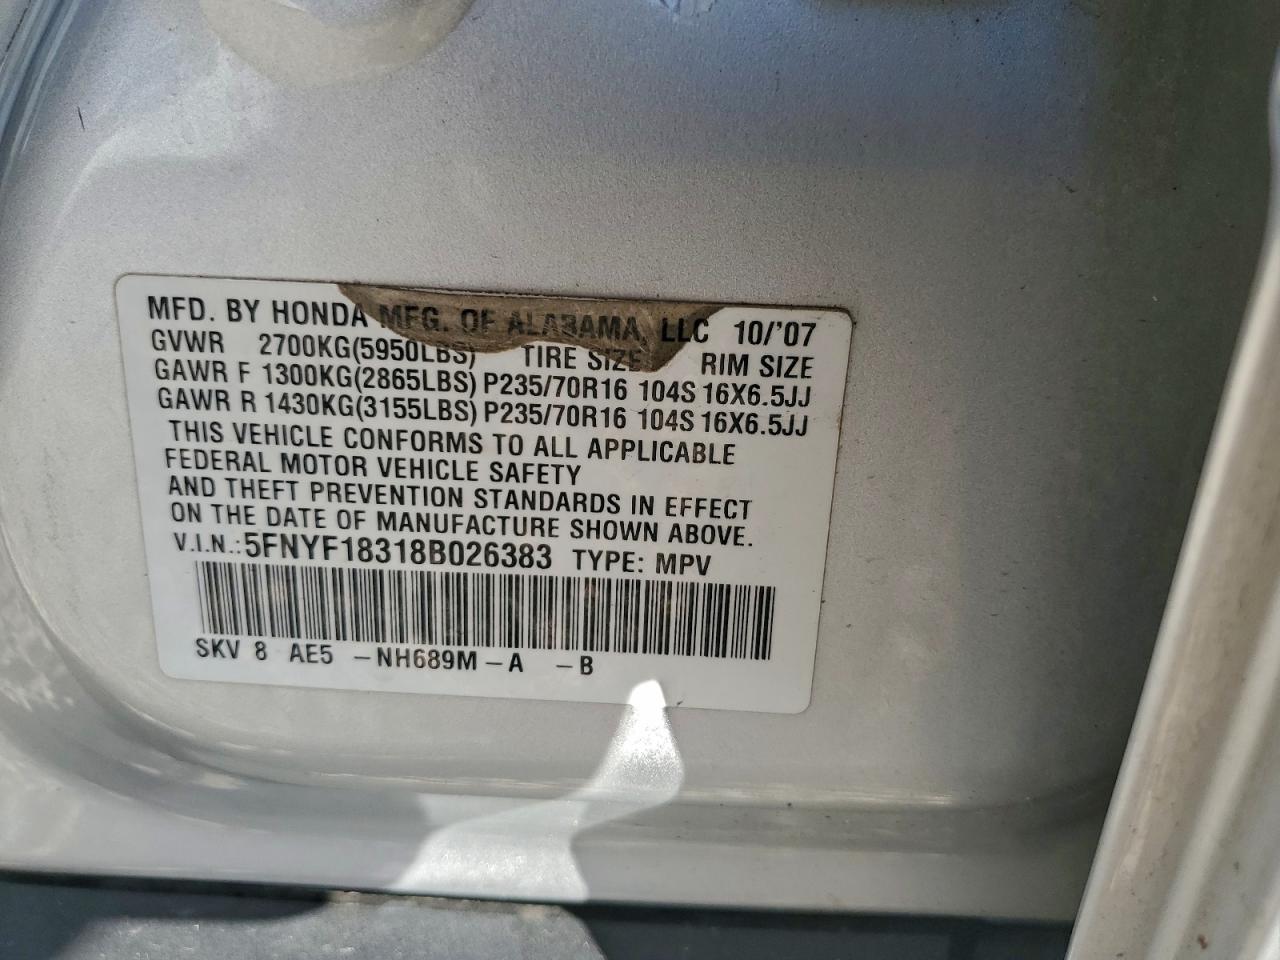 MFD. BY HONDA MFG. OF ALABAMA, LLC 10/'07
GVWR 2700KG(5950LBS) TIRE SIZE RIM SIZE
GAWR F 1300KG(2865LBS) P235/70R16 104S 16X6.5JJ
GAWR R 1430KG(3155LBS) P235/70R16 104S 16X6.5JJ
THIS VEHICLE CONFORMS TO ALL APPLICABLE
FEDERAL MOTOR VEHICLE SAFETY
AND THEFT PREVENTION STANDARDS IN EFFECT
ON THE DATE OF MANUFACTURE SHOWN ABOVE.
V.I.N.: 5FNYF18318B026383 TYPE: MPV
SKV 8 AE5 -NH689M-A -B